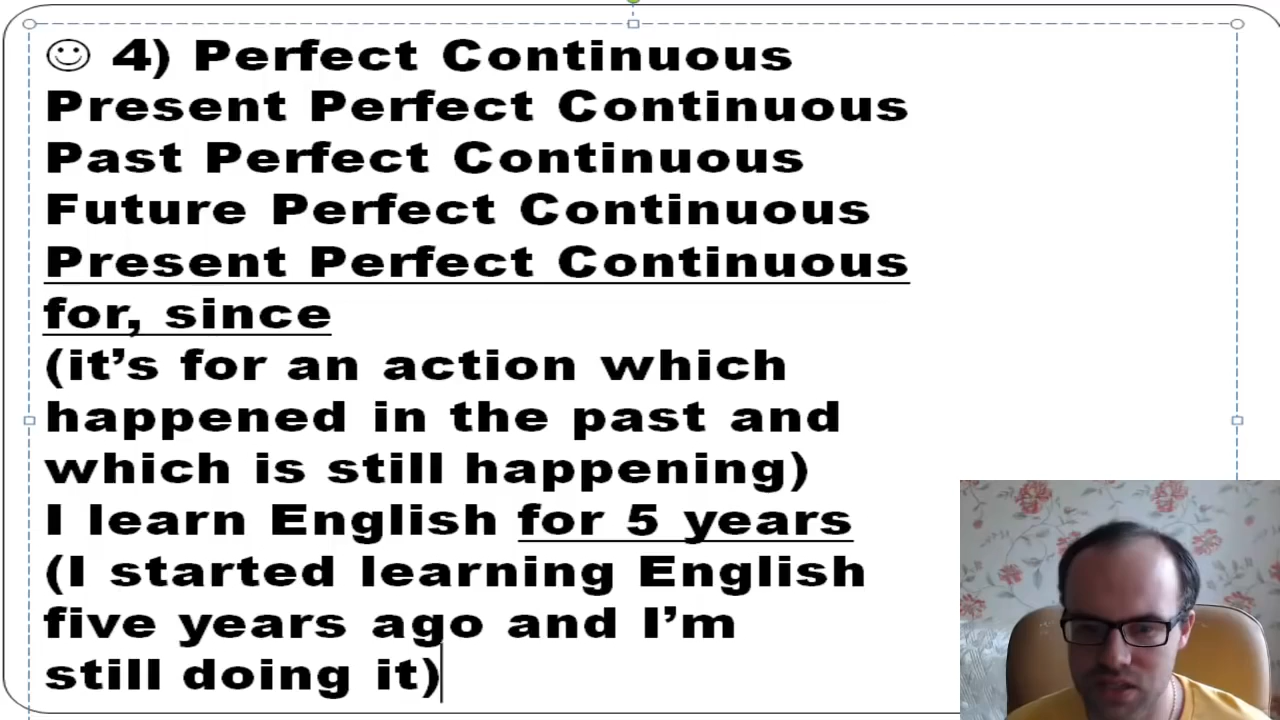 ☺ 4) Perfect Continuous
Present Perfect Continuous
Past Perfect Continuous
Future Perfect Continuous
Present Perfect Continuous
for, since
(it’s for an action which
happened in the past and
which is still happening)
I learn English for 5 years
(I started learning English
five years ago and I’m
still doing it)